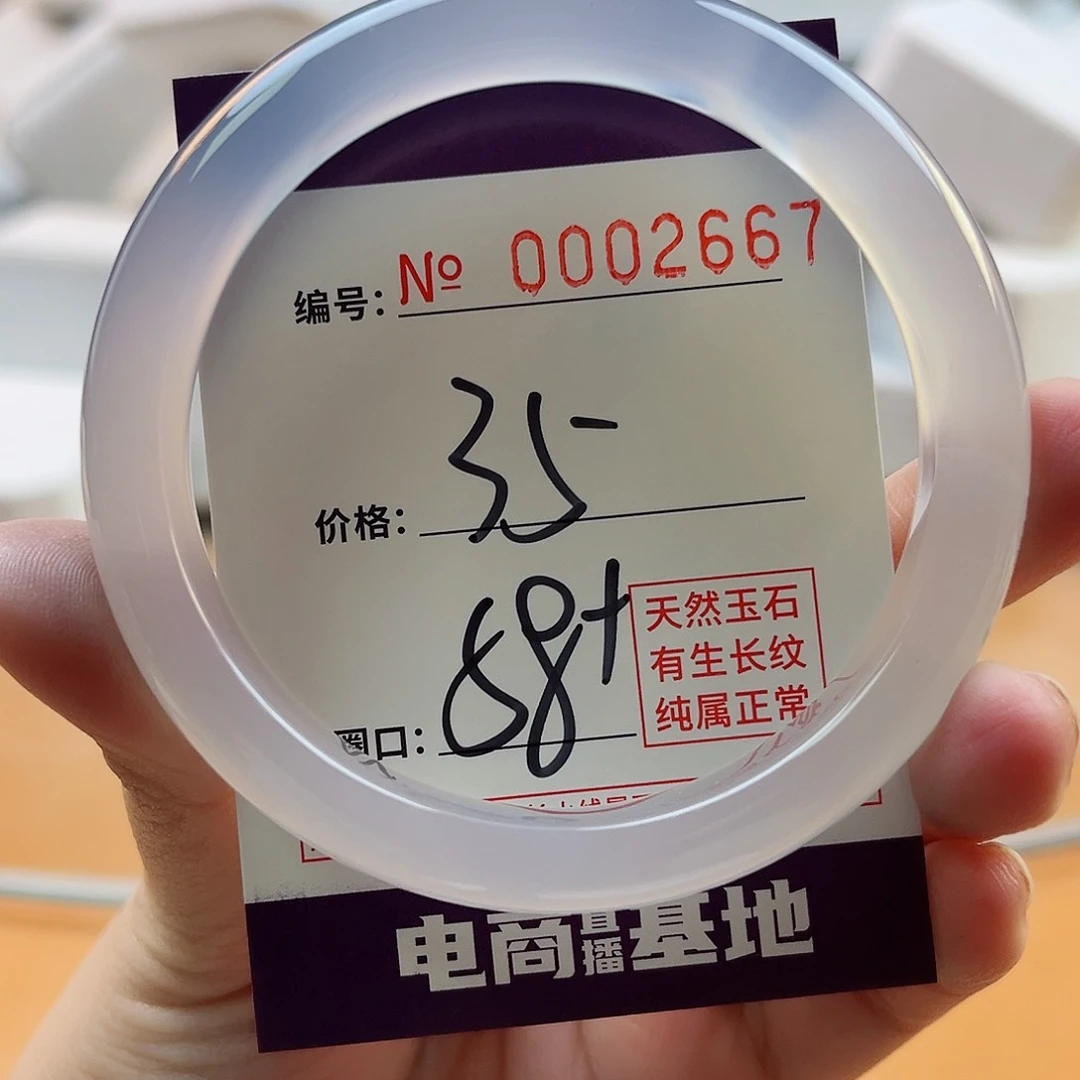 编号: № 0002667
价格: 35
圈口: 58+
天然玉石
有生长纹
纯属正常
电商直播基地